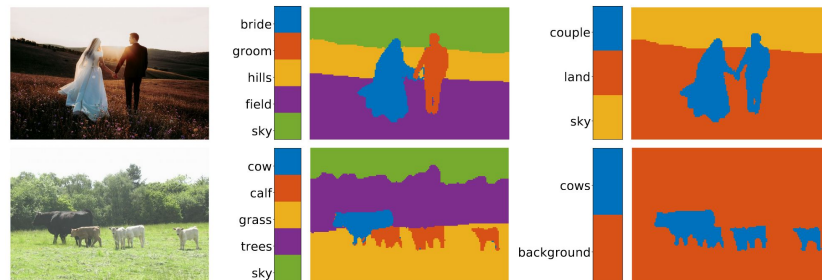 bride
groom
hills
field
sky
couple
land
sky
cow
calf
grass
trees
sky
cows
background